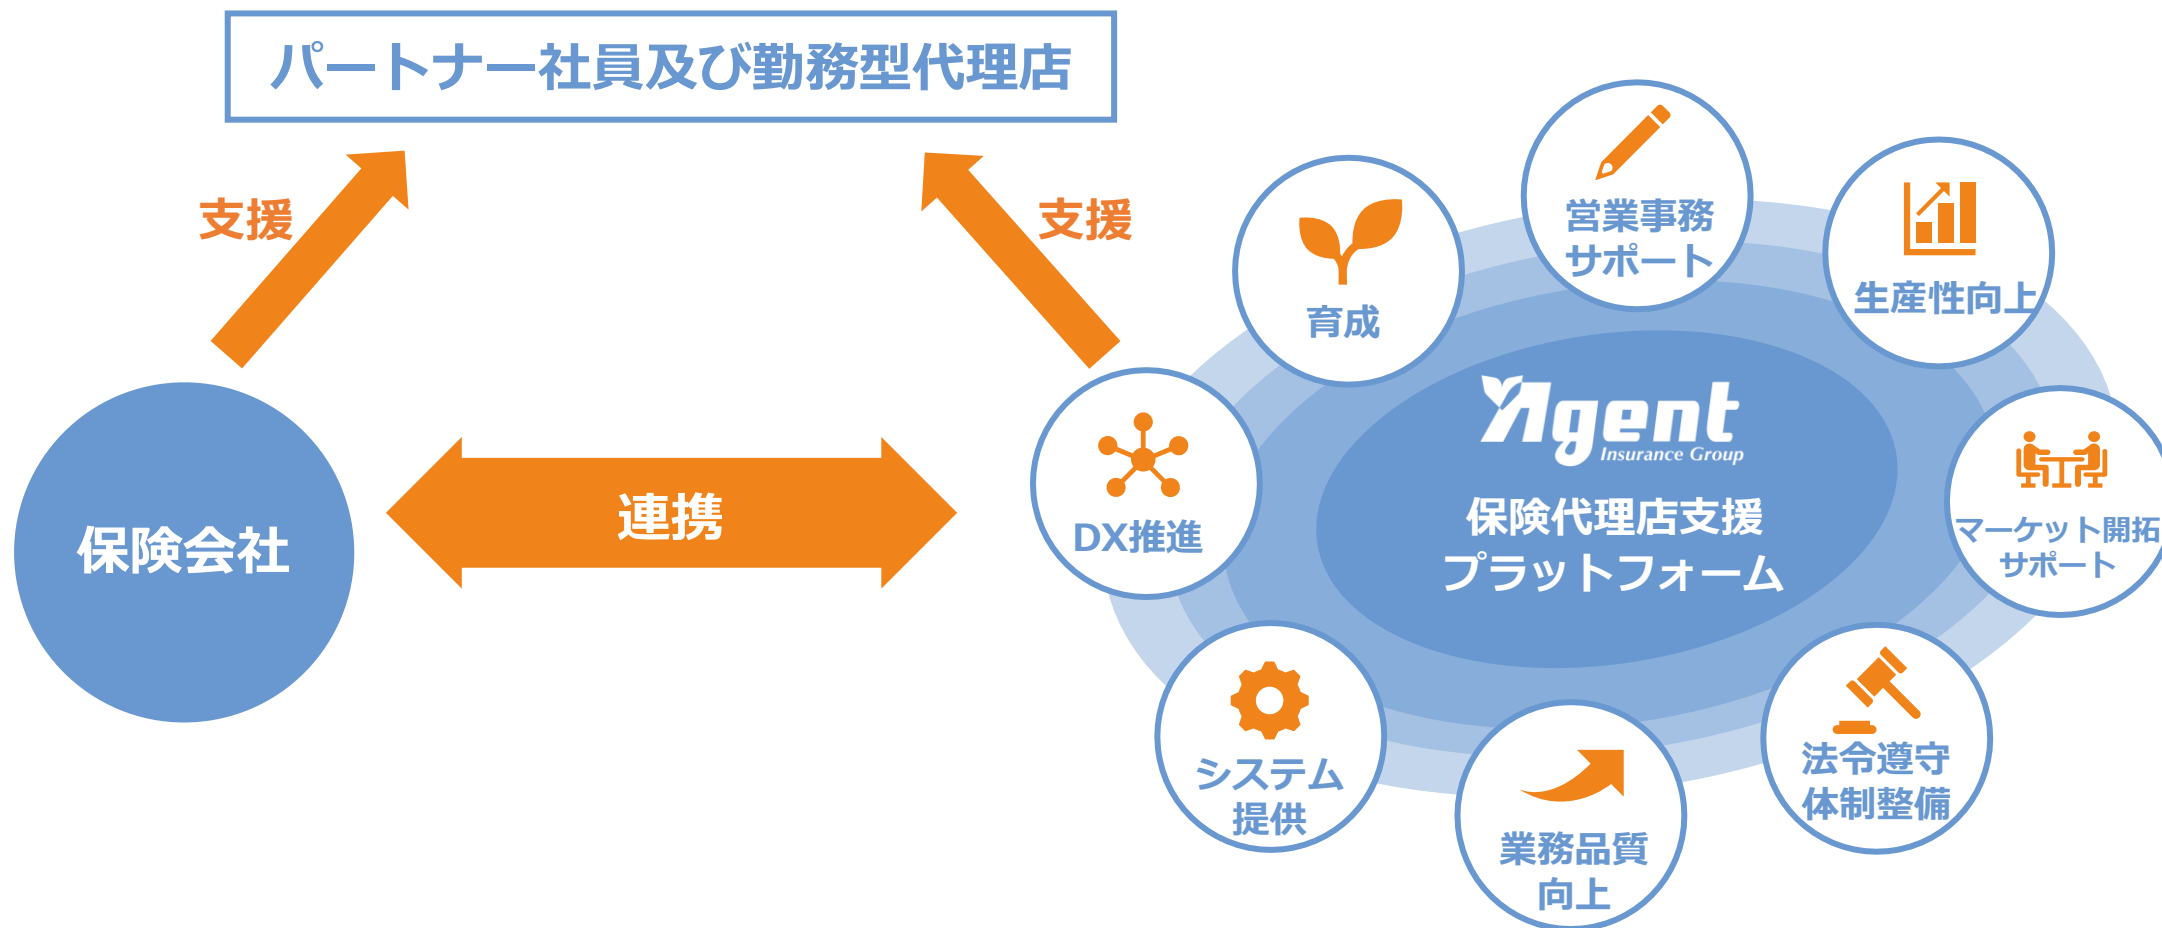 パートナー社員及び勤務型代理店
支援
支援
保険会社
連携
Agent
Insurance Group
保険代理店支援
プラットフォーム
育成
営業事務
サポート
生産性向上
マーケット開拓
サポート
法令遵守
体制整備
業務品質
向上
システム
提供
DX推進